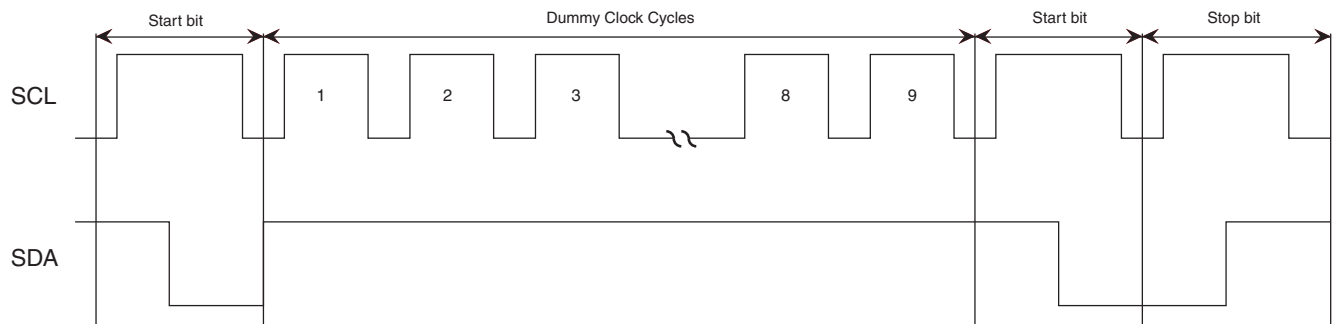 Start bit
Dummy Clock Cycles
Start bit
Stop bit
SCL
1
2
3
8
9
SDA